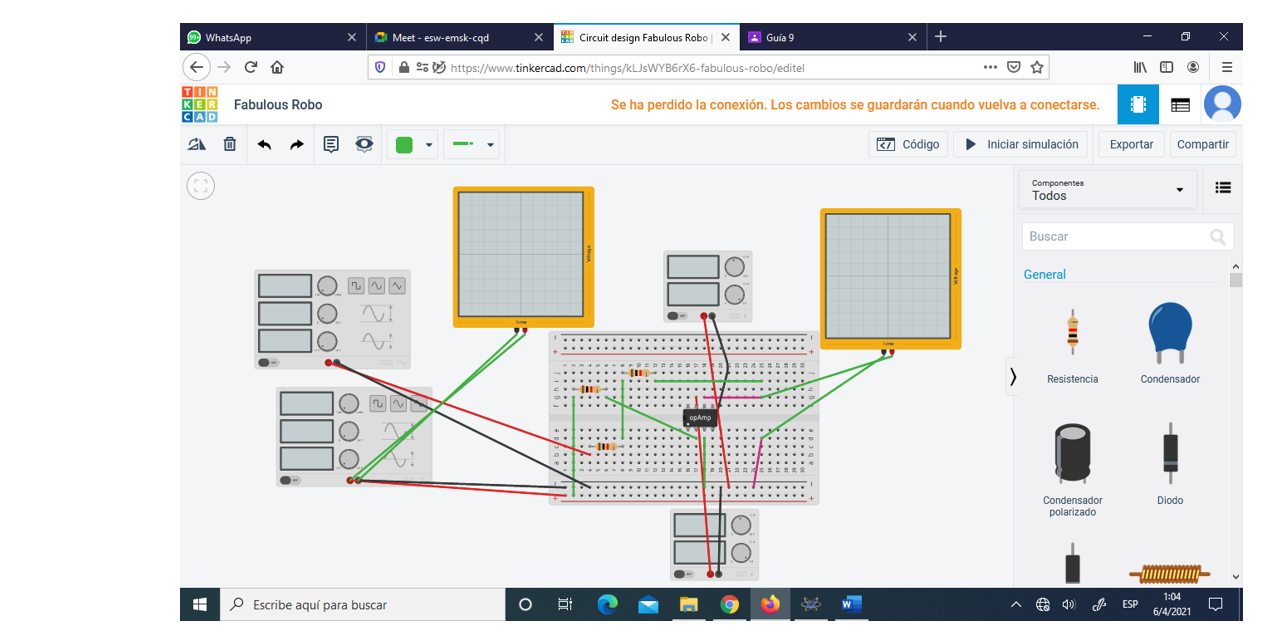 WhatsApp
Meet - esw-emsk-cqd
Circuit design Fabulous Robo |
Guía 9
https://www.tinkercad.com/things/kLJsWYB6rX6-fabulous-robo/editel
TIN
KER
CAD
Fabulous Robo
Se ha perdido la conexión. Los cambios se guardarán cuando vuelva a conectarse.
Código
Iniciar simulación
Exportar
Compartir
Componentes
Todos
Buscar
General
Resistencia
Condensador
Condensador
polarizado
Diodo
opAmp
Escribe aquí para buscar
ESP
1:04
6/4/2021